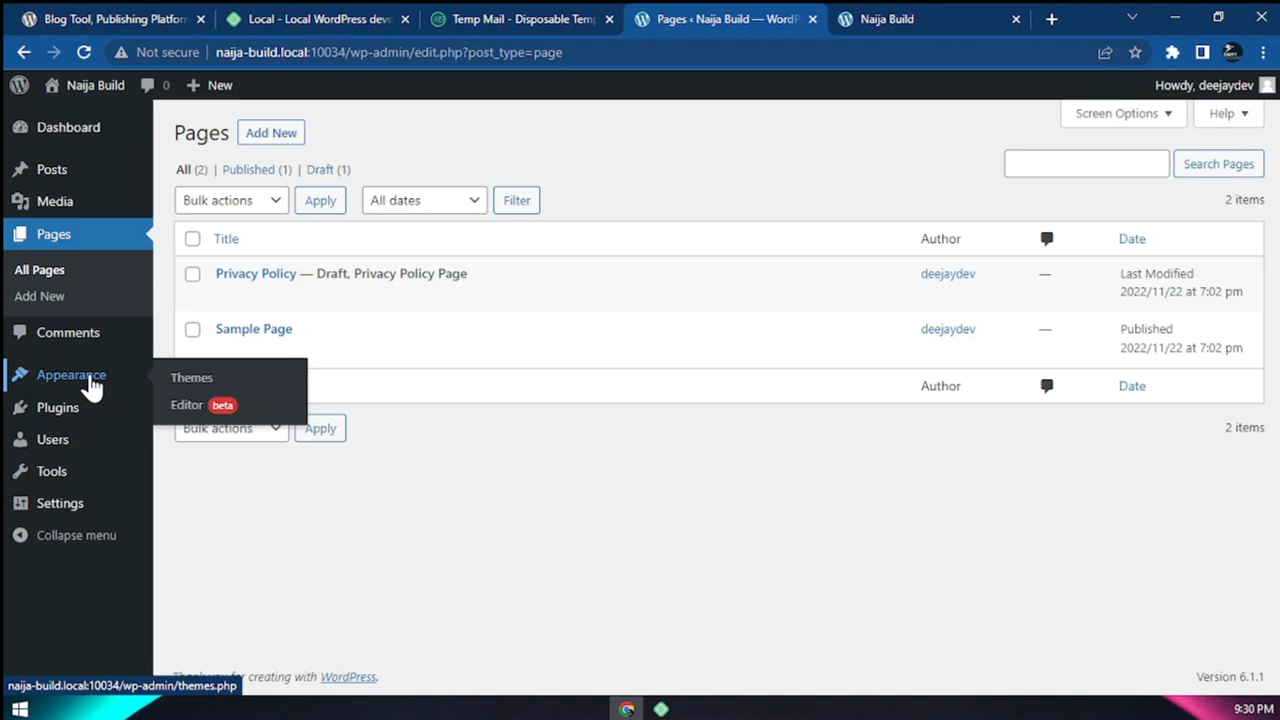 Blog Tool, Publishing Platform
Local - Local WordPress deve
Temp Mail - Disposable Temp
Pages ‹ Naija Build — WordP
Naija Build
Not secure
naija-build.local:10034/wp-admin/edit.php?post_type=page
Naija Build
0
New
Howdy, deejaydev
Screen Options
Help
Dashboard
Posts
Media
Pages
All Pages
Add New
Comments
Appearance
Plugins
Users
Tools
Settings
Collapse menu
Themes
Editor beta
Pages
Add New
All (2) | Published (1) | Draft (1)
Search Pages
Bulk actions
Apply
All dates
Filter
2 items
Title
Author
Date
Privacy Policy — Draft, Privacy Policy Page
deejaydev
—
Last Modified
2022/11/22 at 7:02 pm
Sample Page
deejaydev
—
Published
2022/11/22 at 7:02 pm
Author
Date
Bulk actions
Apply
2 items
Thank you for creating with WordPress.
Version 6.1.1
naija-build.local:10034/wp-admin/themes.php
9:30 PM